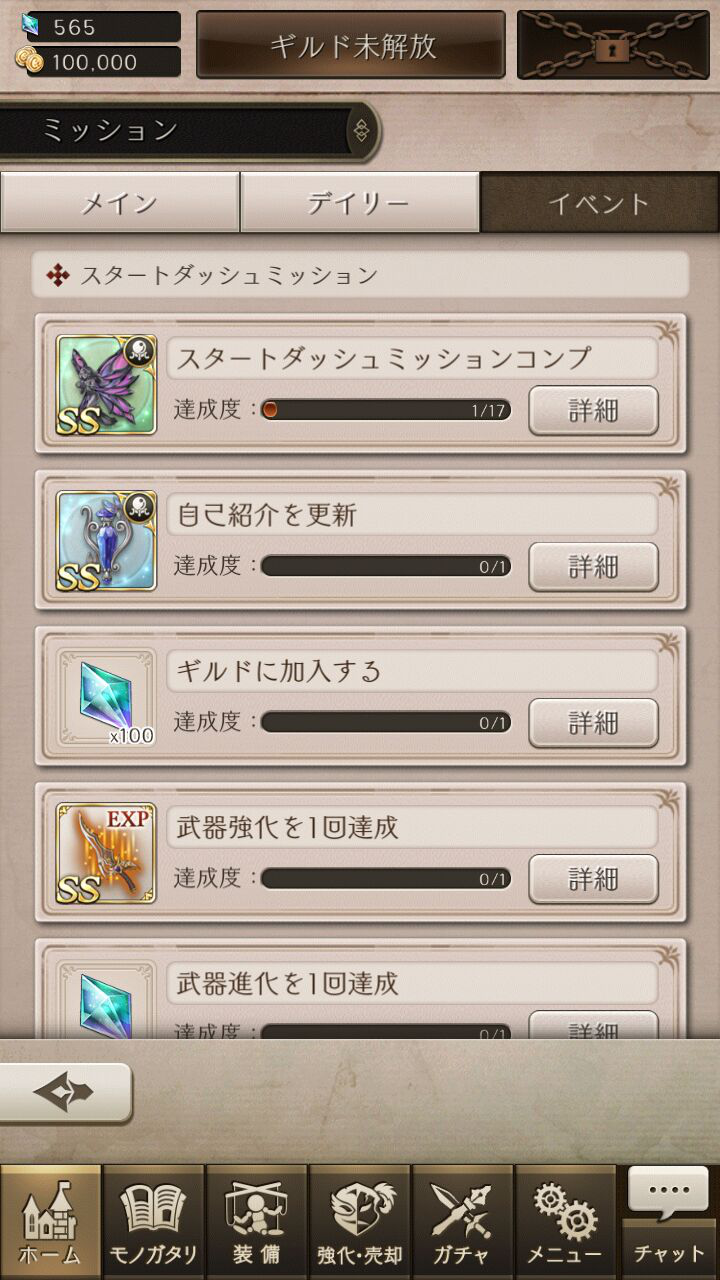 565
100,000
ギルド未解放
ミッション
メイン
デイリー
イベント
スタートダッシュミッション
SS
スタートダッシュミッションコンプ
達成度：
1/17
詳細
SS
自己紹介を更新
達成度：
0/1
詳細
x100
ギルドに加入する
達成度：
0/1
詳細
EXP
SS
武器強化を1回達成
達成度：
0/1
詳細
武器進化を1回達成
達成度：
0/1
詳細
ホーム
モノガタリ
装備
強化・売却
ガチャ
メニュー
チャット